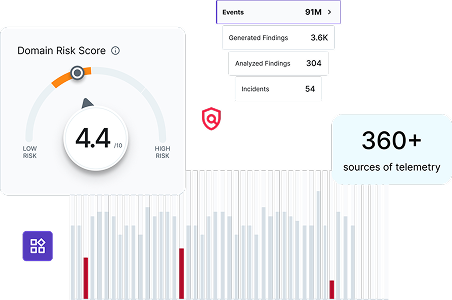 Events 91M
Generated Findings 3.6K
Analyzed Findings 304
Incidents 54
Domain Risk Score
4.4 /10
LOW RISK
HIGH RISK
360+
sources of telemetry